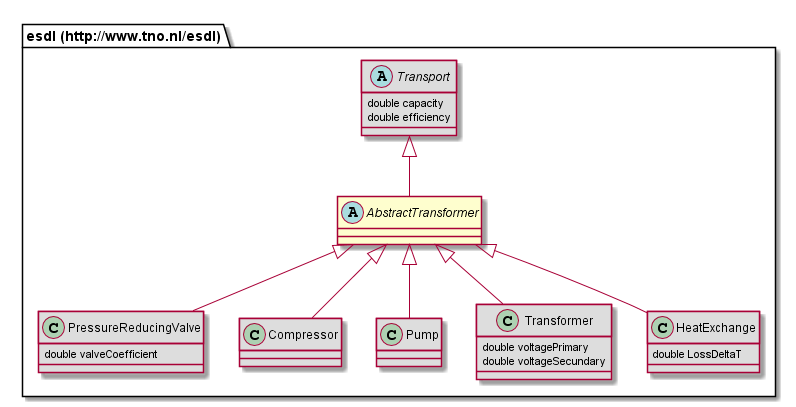 esdl (http://www.tno.nl/esdl)
A Transport
double capacity
double efficiency
A AbstractTransformer
C PressureReducingValve
double valveCoefficient
C Compressor
C Pump
C Transformer
double voltagePrimary
double voltageSecundary
C HeatExchange
double LossDeltaT